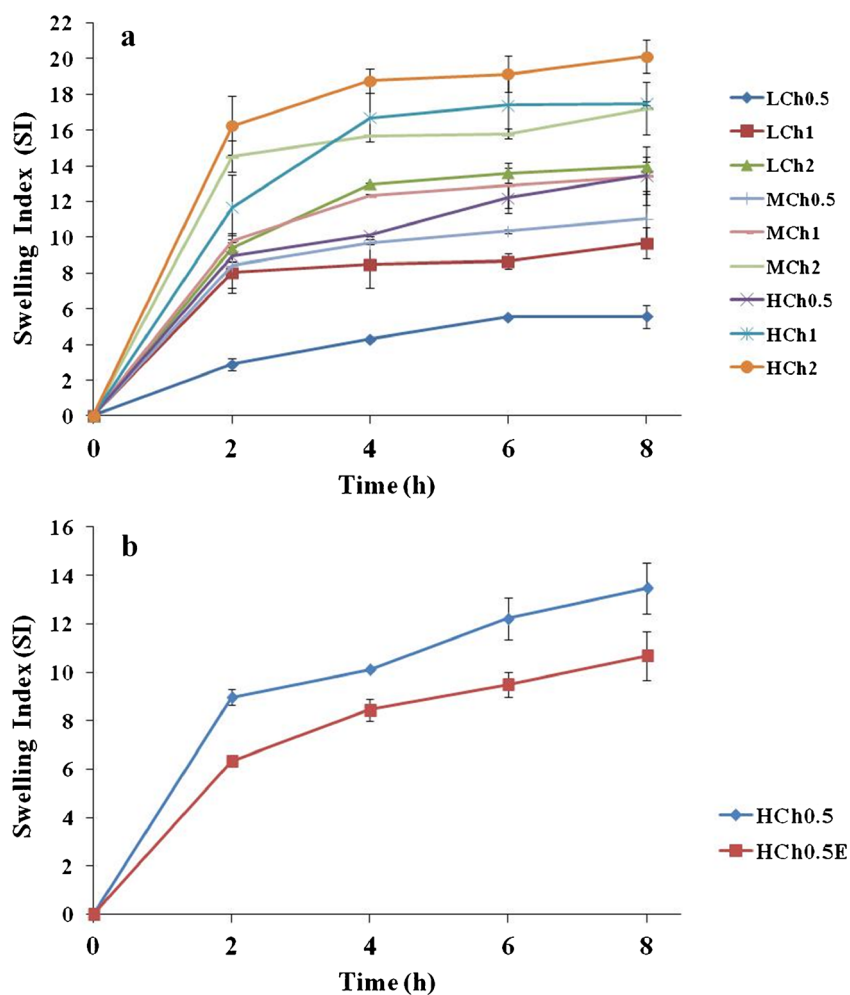 a
22
20
18
16
14
12
10
8
6
4
2
0
Swelling Index (SI)
0 2 4 6 8
Time (h)
LCh0.5
LCh1
LCh2
MCh0.5
MCh1
MCh2
HCh0.5
HCh1
HCh2
b
16
14
12
10
8
6
4
2
0
Swelling Index (SI)
0 2 4 6 8
Time (h)
HCh0.5
HCh0.5E